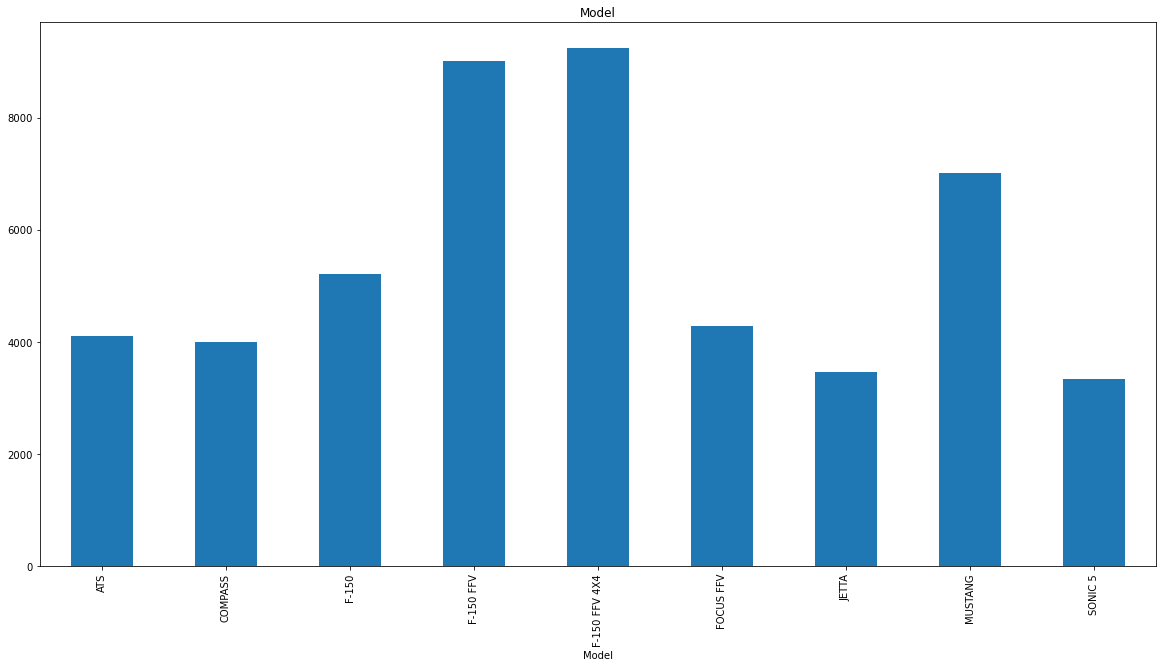 Model
8000
6000
4000
2000
0
ATS
COMPASS
F-150
F-150 FFV
F-150 FFV 4X4
FOCUS FFV
JETTA
MUSTANG
SONIC 5
Model